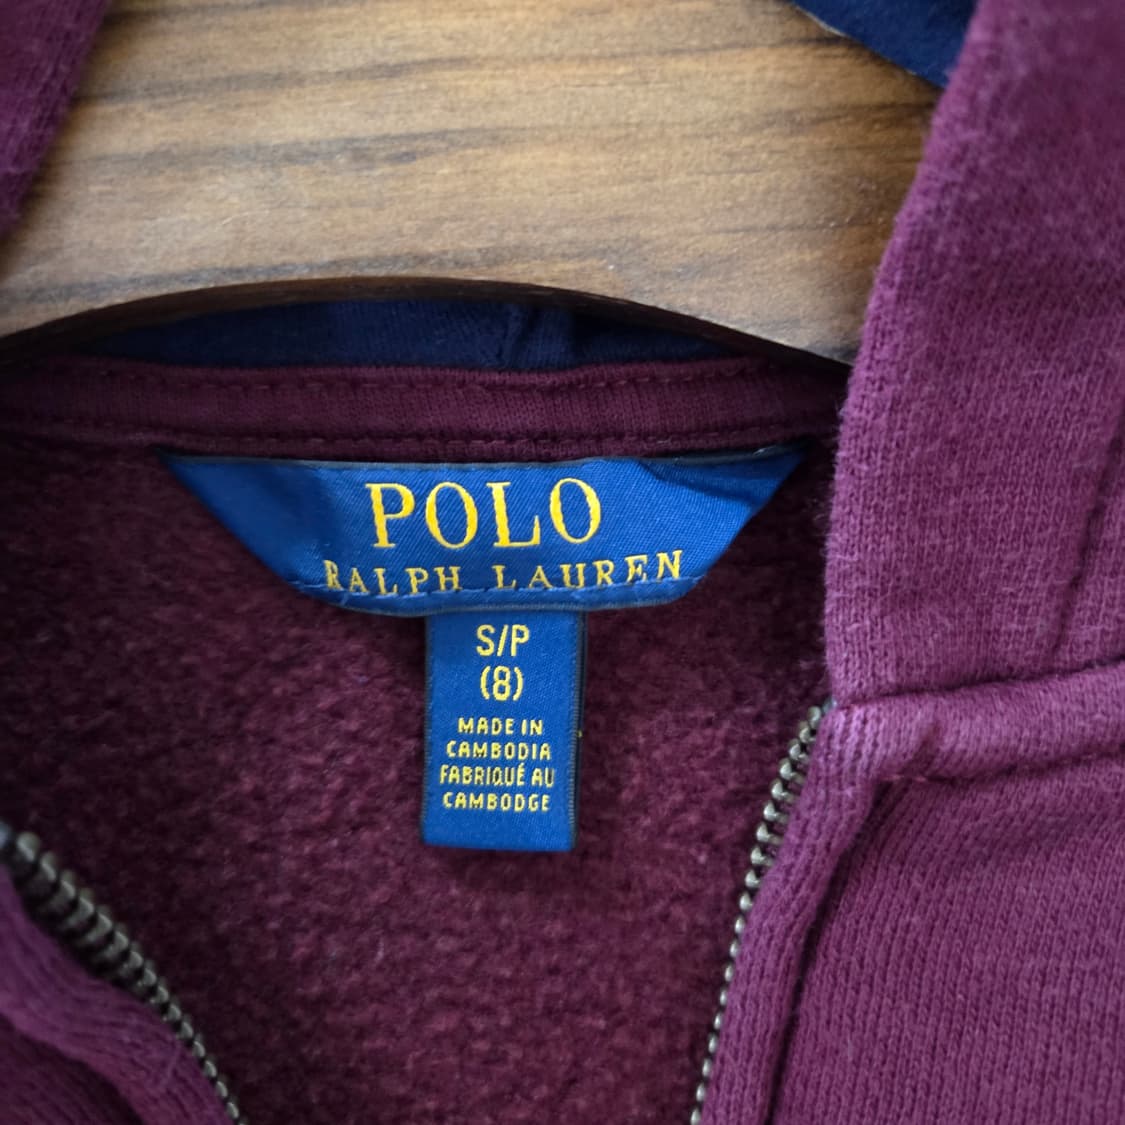 POLO
RALPH LAUREN
S/P
(8)
MADE IN
CAMBODIA
FABRIQUÉ AU
CAMBODGE